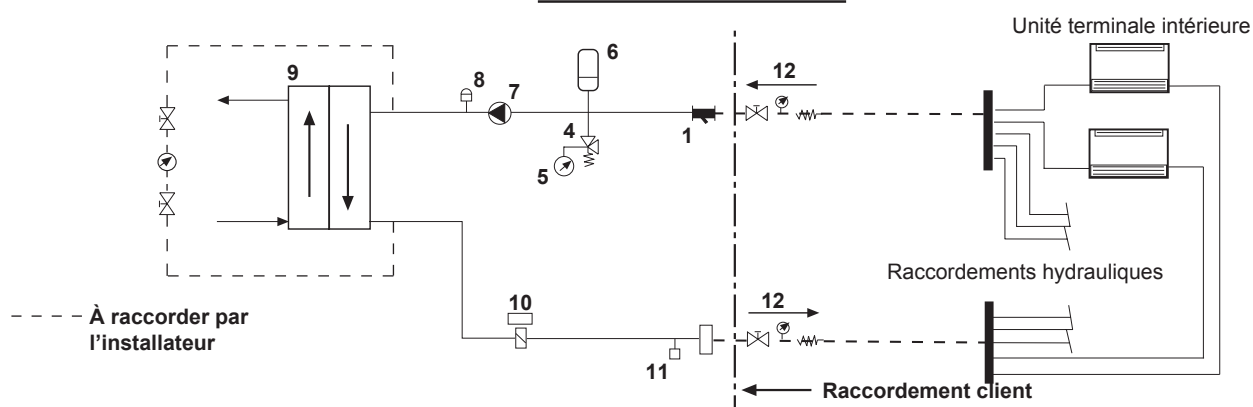 Unité terminale intérieure
6
12
9
8
7
4
1
5
Raccordements hydrauliques
12
10
À raccorder par
l'installateur
11
Raccordement client